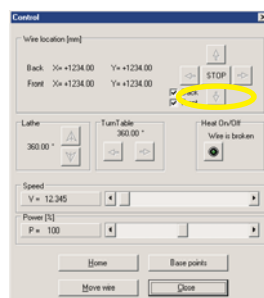 Control
Wire location [mm]
Back X= +1234.00 Y= +1234.00
Front X= +1234.00 Y= +1234.00
STOP
Lathe
360.00 °
TurnTable
360.00 °
Heat On/Off
Wire is broken
Speed
V = 12.345
Power [%]
P = 100
Home
Base points
Move wire
Close